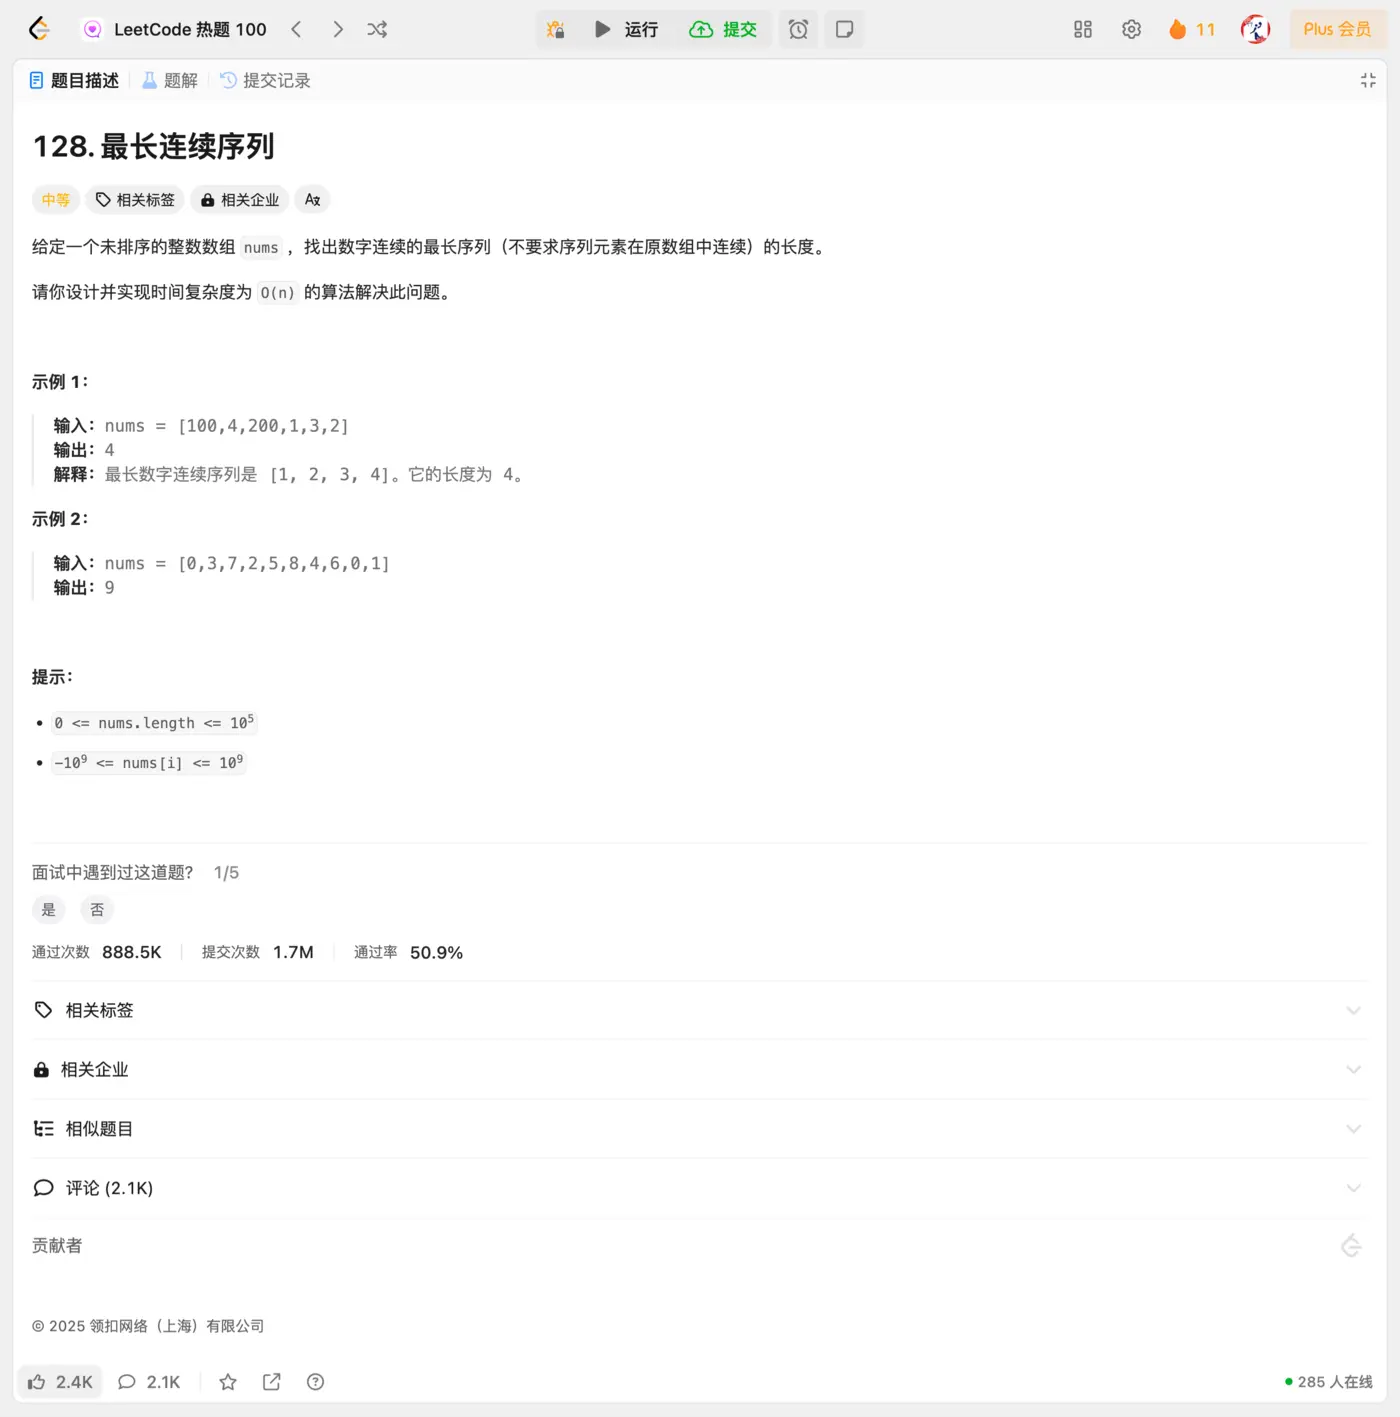 LeetCode 热题 100
运行
提交
11
Plus 会员
题目描述
题解
提交记录
128. 最长连续序列
中等
相关标签
相关企业
给定一个未排序的整数数组 nums ，找出数字连续的最长序列（不要求序列元素在原数组中连续）的长度。
请你设计并实现时间复杂度为 O(n) 的算法解决此问题。
示例 1：
输入：nums = [100,4,200,1,3,2]
输出：4
解释：最长数字连续序列是 [1, 2, 3, 4]。它的长度为 4。
示例 2：
输入：nums = [0,3,7,2,5,8,4,6,0,1]
输出：9
提示：
• 0 <= nums.length <= 10⁵
• -10⁹ <= nums[i] <= 10⁹
面试中遇到过这道题? 1/5
是 否
通过次数 888.5K
提交次数 1.7M
通过率 50.9%
相关标签
相关企业
相似题目
评论 (2.1K)
贡献者
© 2025 领扣网络（上海）有限公司
2.4K
2.1K
285 人在线